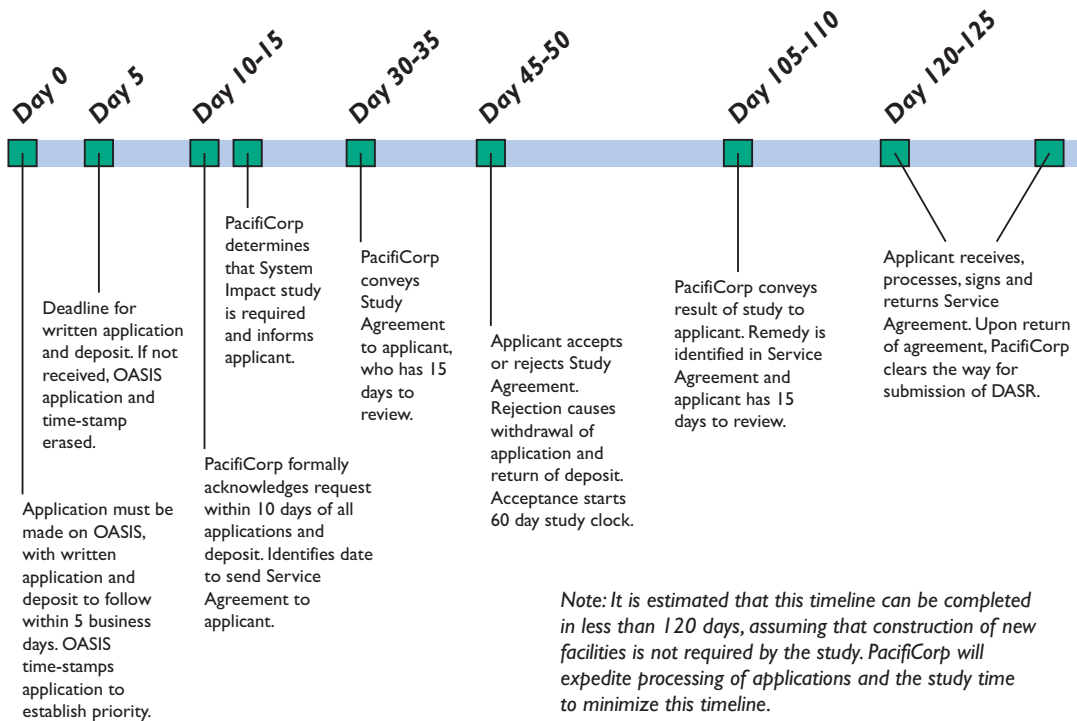 Day 0
Day 5
Day 10-15
Day 30-35
Day 45-50
Day 105-110
Day 120-125
Application must be
made on OASIS,
with written
application and
deposit to follow
within 5 business
days. OASIS
time-stamps
application to
establish priority.
Deadline for
written application
and deposit. If not
received, OASIS
application and
time-stamp
erased.
PacifiCorp formally
acknowledges request
within 10 days of all
applications and
deposit. Identifies date
to send Service
Agreement to
applicant.
PacifiCorp
determines
that System
Impact study
is required
and informs
applicant.
PacifiCorp
conveys
Study
Agreement
to applicant,
who has 15
days to
review.
Applicant accepts
or rejects Study
Agreement.
Rejection causes
withdrawal of
application and
return of deposit.
Acceptance starts
60 day study clock.
PacifiCorp conveys
result of study to
applicant. Remedy is
identified in Service
Agreement and
applicant has 15
days to review.
Applicant receives,
processes, signs and
returns Service
Agreement. Upon return
of agreement, PacifiCorp
clears the way for
submission of DASR.
Note: It is estimated that this timeline can be completed
in less than 120 days, assuming that construction of new
facilities is not required by the study. PacifiCorp will
expedite processing of applications and the study time
to minimize this timeline.